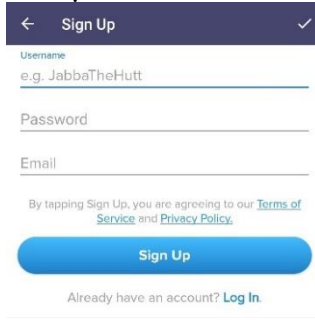 Sign Up
Username
e.g. JabbaTheHutt
Password
Email
By tapping Sign Up, you are agreeing to our Terms of
Service and Privacy Policy.
Sign Up
Already have an account? Log In.